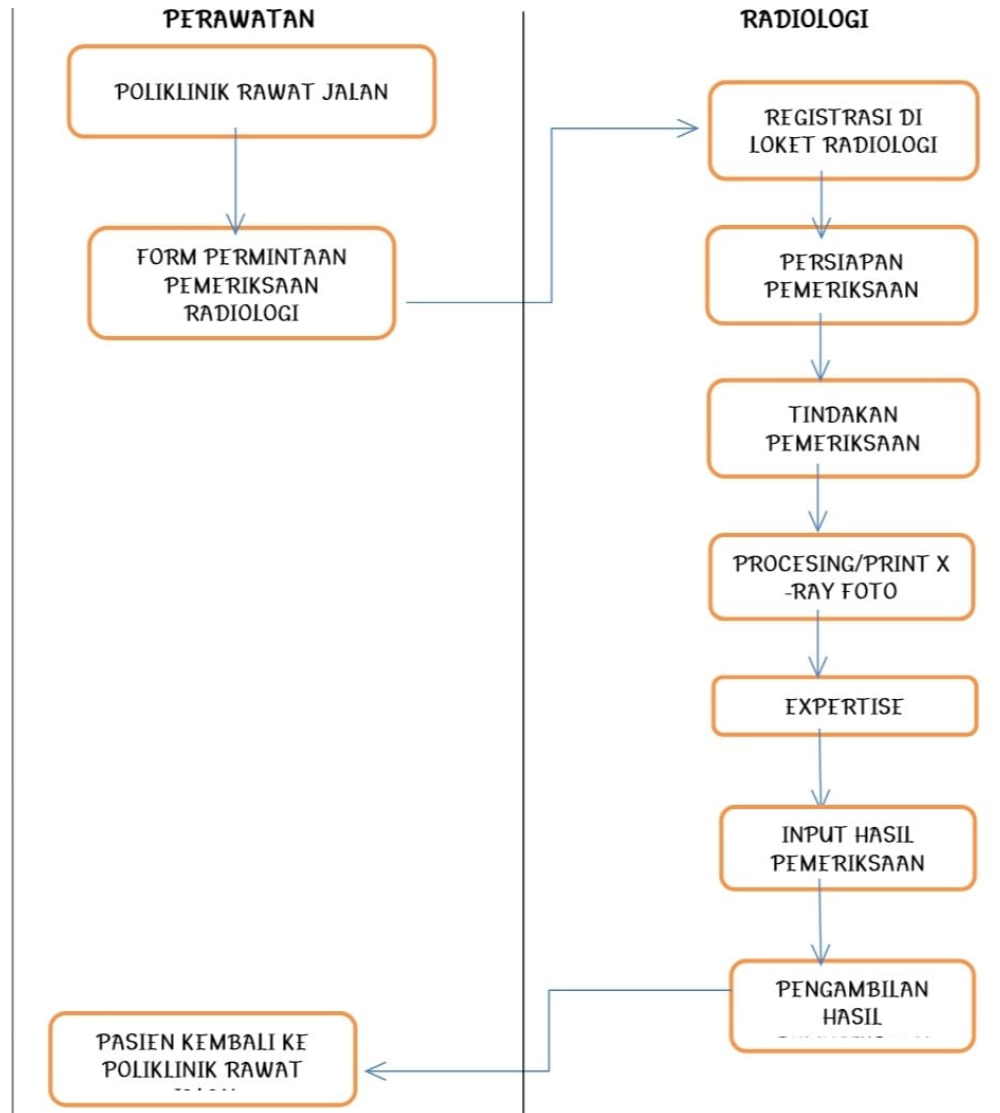 PERAWATAN
POLIKLINIK RAWAT JALAN
FORM PERMINTAAN
PEMERIKSAAN
RADIOLOGI
PASIEN KEMBALI KE
POLIKLINIK RAWAT
RADIOLOGI
REGISTRASI DI
LOKET RADIOLOGI
PERSIAPAN
PEMERIKSAAN
TINDAKAN
PEMERIKSAAN
PROCESING/PRINT X
-RAY FOTO
EXPERTISE
INPUT HASIL
PEMERIKSAAN
PENGAMBILAN
HASIL